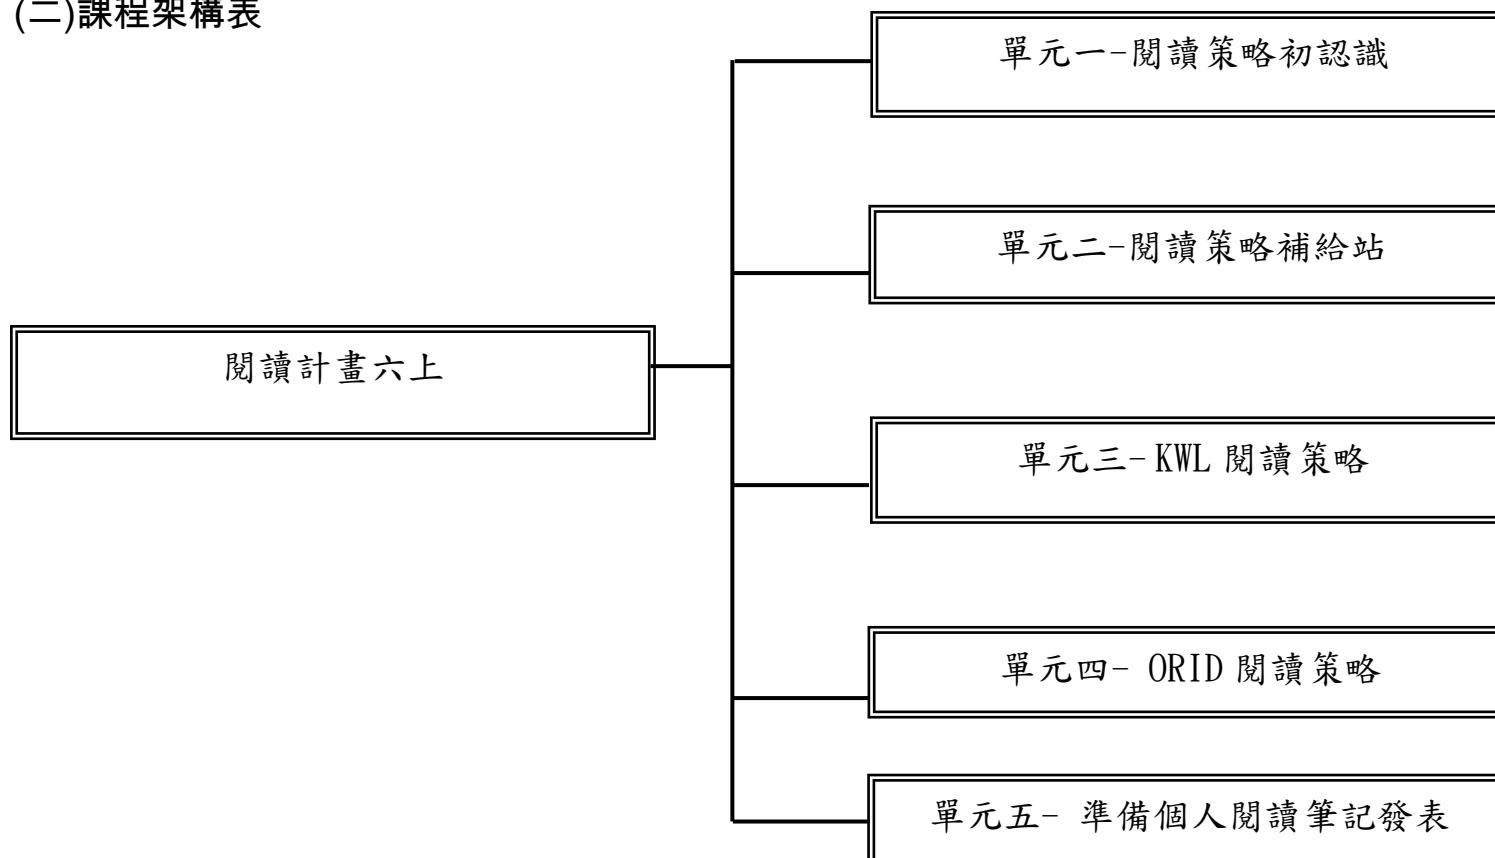 (二)課程架構表
單元一-閱讀策略初認識
單元二-閱讀策略補給站
閱讀計畫六上
單元三-KWL 閱讀策略
單元四- ORID 閱讀策略
單元五- 準備個人閱讀筆記發表